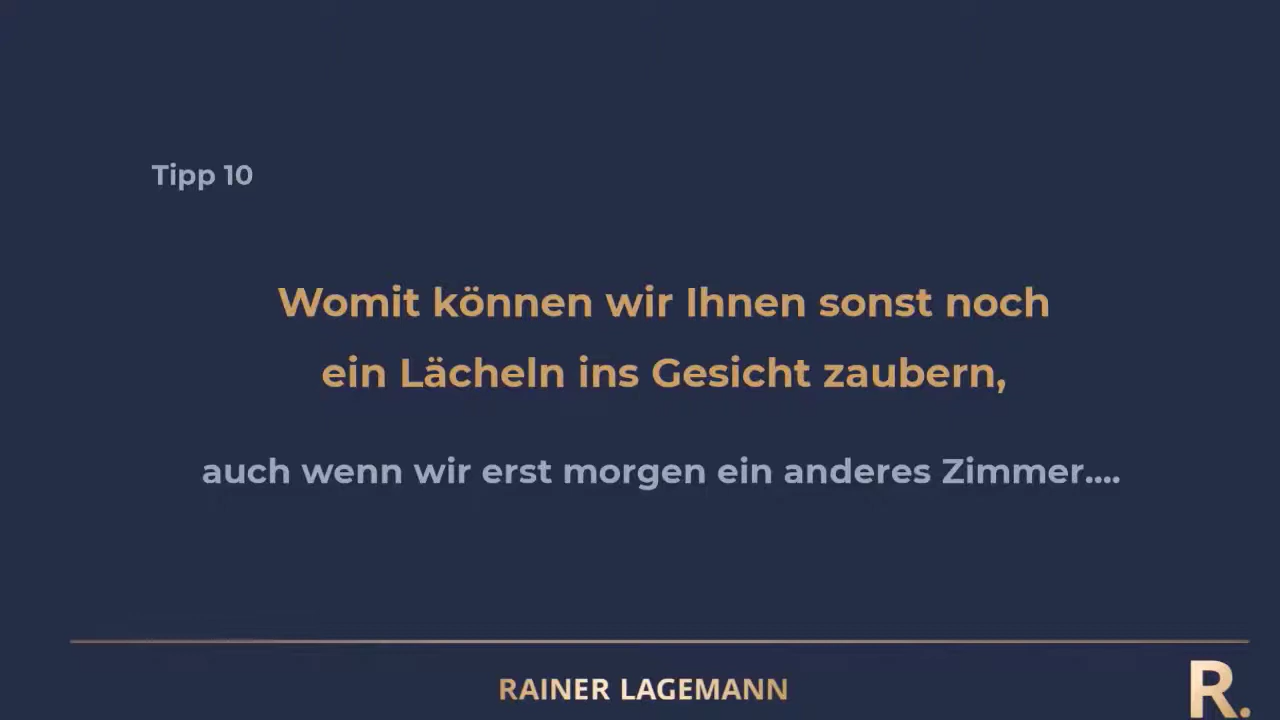 Tipp 10
Womit können wir Ihnen sonst noch
ein Lächeln ins Gesicht zaubern,
auch wenn wir erst morgen ein anderes Zimmer....
RAINER LAGEMANN
R.